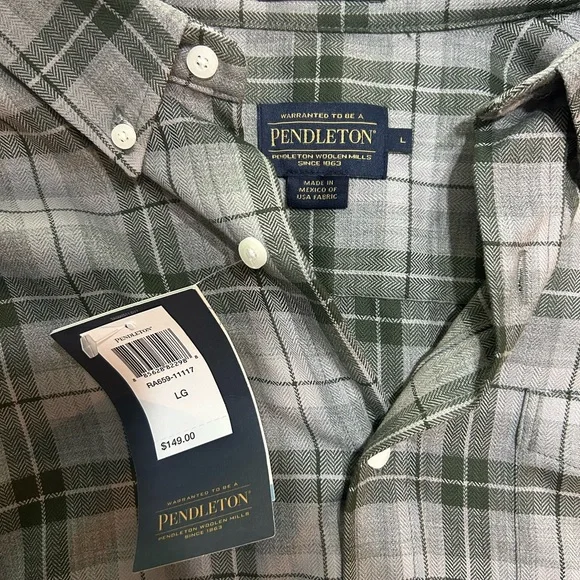 WARRANTED TO BE A
PENDLETON®
PENDLETON WOOLEN MILLS
SINCE 1863
L
MADE IN
MEXICO OF
USA FABRIC
PENDLETON
RA659-11117
LG
$149.00
WARRANTED TO BE A
PENDLETON®
PENDLETON WOOLEN MILLS
SINCE 1863